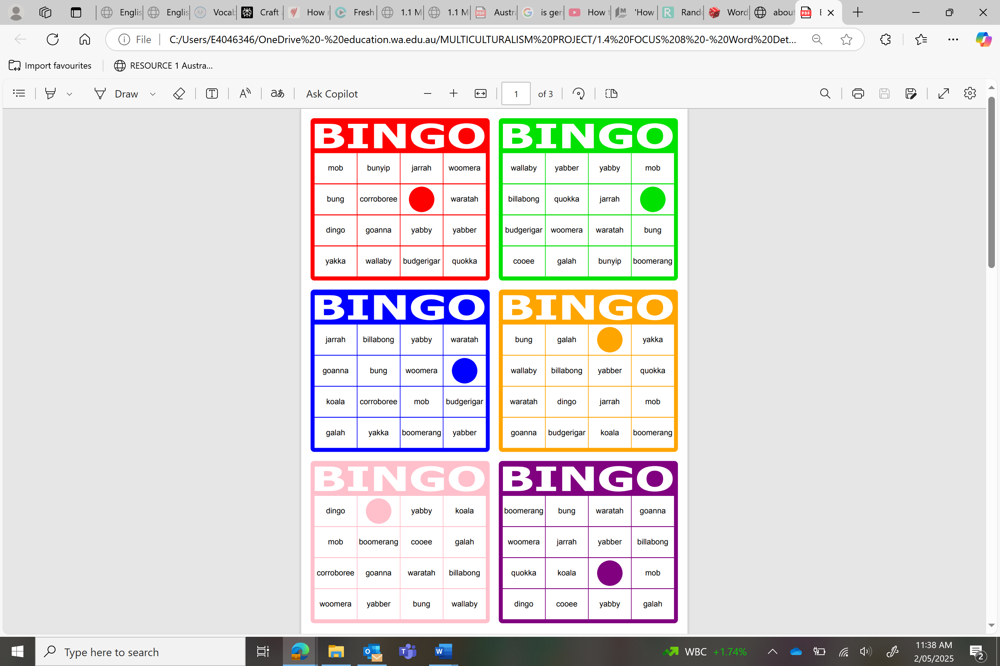 Englis Englis Vocab Craft How Fresh 1.1 M 1.1 M Austra is ger How 'How Rand Word about
File C:/Users/E4046346/OneDrive%20-%20education.wa.edu.au/MULTICULTURALISM%20PROJECT/1.4%20FOCUS%208%20-%20Word%20Det...
Import favourites RESOURCE 1 Austra...
Draw Ask Copilot 1 of 3
BINGO
mob bunyip jarrah woomera
bung corroboree waratah
dingo goanna yabby yabber
yakka wallaby budgerigar quokka
BINGO
wallaby yabber yabby mob
billabong quokka jarrah
budgerigar woomera waratah bung
cooee galah bunyip boomerang
BINGO
jarrah billabong yabby waratah
goanna bung woomera
koala corroboree mob budgerigar
galah yakka boomerang yabber
BINGO
bung galah yakka
wallaby billabong yabber quokka
waratah dingo jarrah mob
goanna budgerigar koala boomerang
BINGO
dingo yabby koala
mob boomerang cooee galah
corroboree goanna waratah billabong
woomera yabber bung wallaby
BINGO
boomerang bung waratah goanna
woomera jarrah yabber billabong
quokka koala mob
dingo cooee yabby galah
Type here to search
WBC +1.74%
11:38 AM
2/05/2025
2